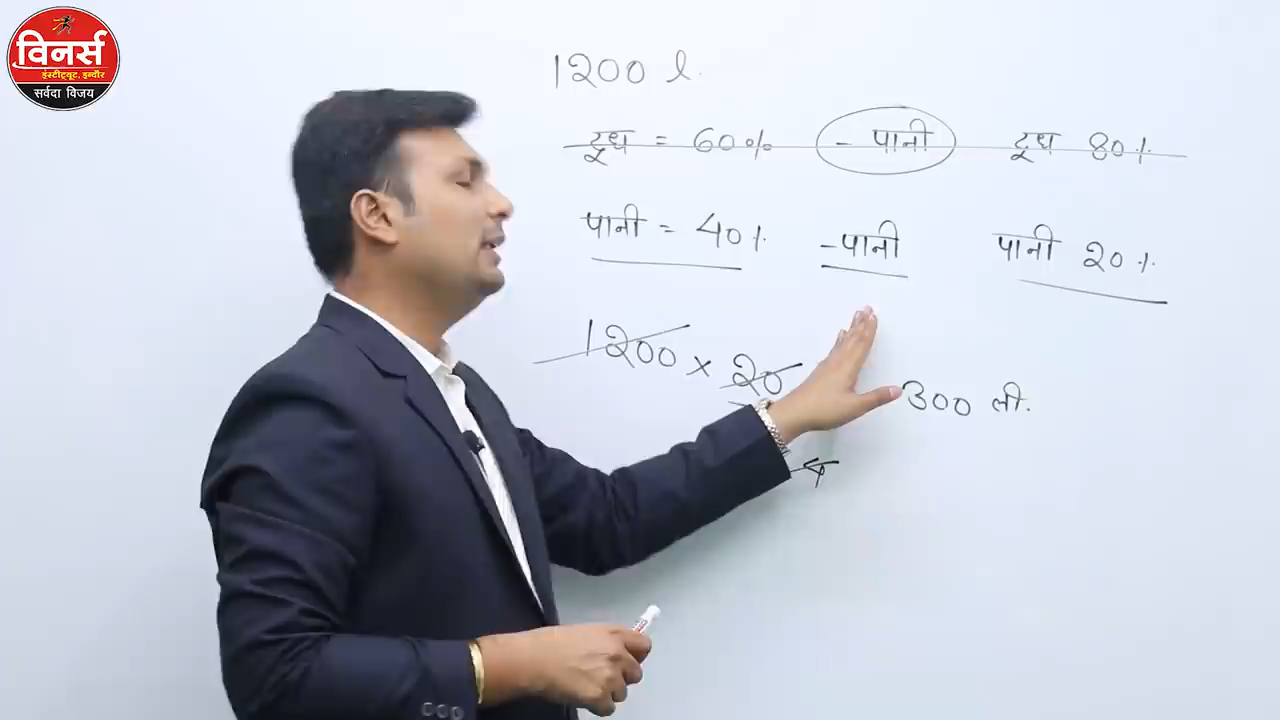 विनर्स
इंस्टीट्यूट, इन्दौर
सर्वदा विजय
1200 l.
दूध = 60% - पानी दूध 80%
पानी = 40% - पानी पानी 20%
1200 x 20 300 ली.